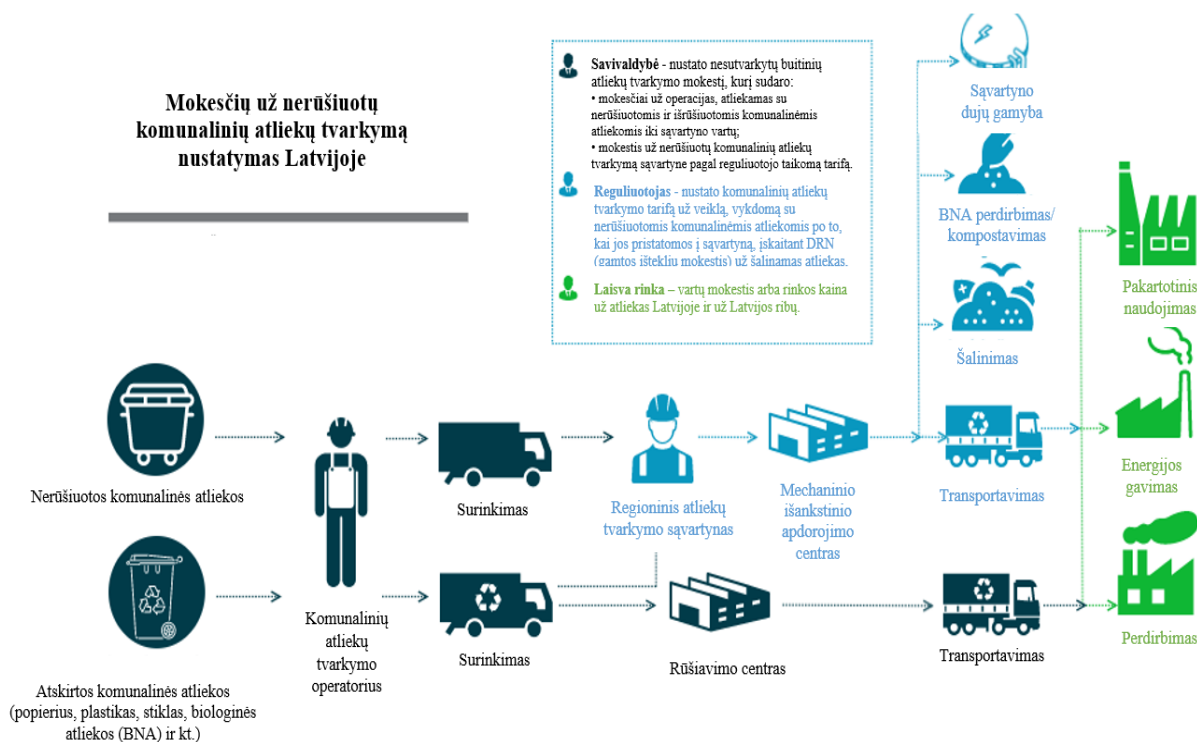 Mokesčių už nerūšiuotų
komunalinių atliekų tvarkymą
nustatymas Latvijoje
Savivaldybė - nustato nesutvarkytų buitinių
atliekų tvarkymo mokestį, kurį sudaro:
• mokesčiai už operacijas, atliekamas su
nerūšiuotomis ir išrūšiuotomis komunalinėmis
atliekomis iki sąvartyno vartų;
• mokestis už nerūšiuotų komunalinių atliekų
tvarkymą sąvartyne pagal reguliuotojo taikomą tarifą.
Reguliuotojas - nustato komunalinių atliekų
tvarkymo tarifą už veiklą, vykdomą su
nerūšiuotomis komunalinėmis atliekomis po to,
kai jos pristatomos į sąvartyną, įskaitant DRN
(gamtos išteklių mokestis) už šalinamas atliekas.
Laisva rinka – vartų mokestis arba rinkos kaina
už atliekas Latvijoje ir už Latvijos ribų.
Sąvartyno
dujų gamyba
BNA perdirbimas/
kompostavimas
Šalinimas
Pakartotinis
naudojimas
Nerūšiuotos komunalinės atliekos
Surinkimas
Regioninis atliekų
tvarkymo sąvartynas
Mechaninio
išankstinio
apdorojimo
centras
Transportavimas
Energijos
gavimas
Atskirtos komunalinės atliekos
(popierius, plastikas, stiklas, biologinės
atliekos (BNA) ir kt.)
Komunalinių
atliekų
tvarkymo
operatorius
Surinkimas
Rūšiavimo centras
Transportavimas
Perdirbimas